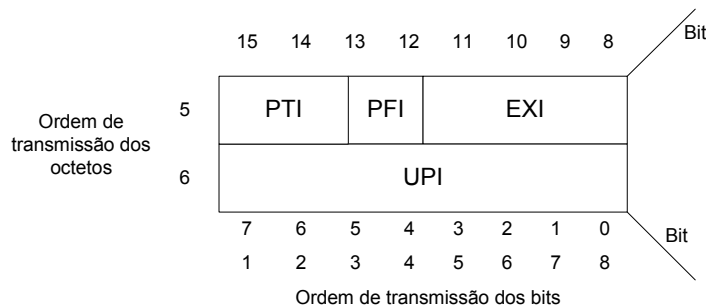 15 14 13 12 11 10 9 8 Bit
Ordem de transmissão dos octetos
5 PTI PFI EXI
6 UPI
7 6 5 4 3 2 1 0 Bit
1 2 3 4 5 6 7 8
Ordem de transmissão dos bits